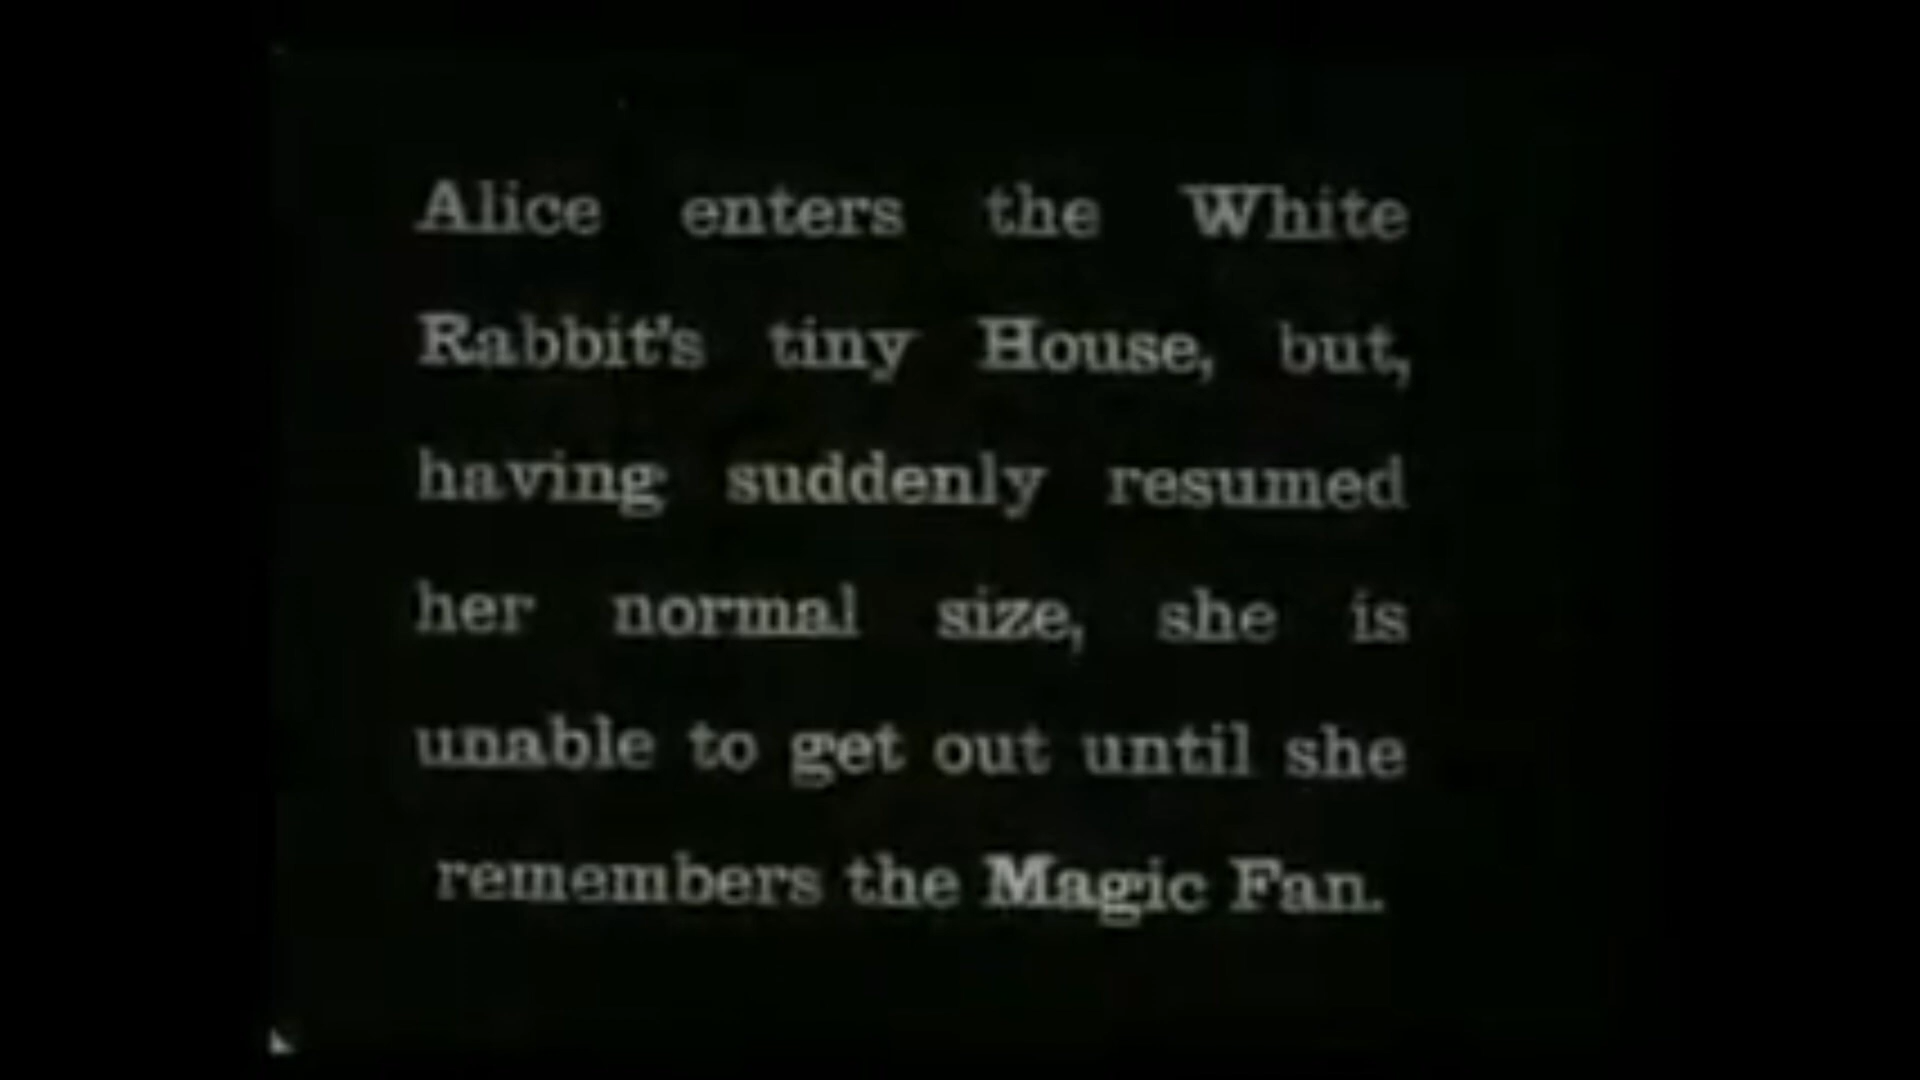 Alice enters the White
Rabbit's tiny House, but,
having suddenly resumed
her normal size, she is
unable to get out until she
remembers the Magic Fan.